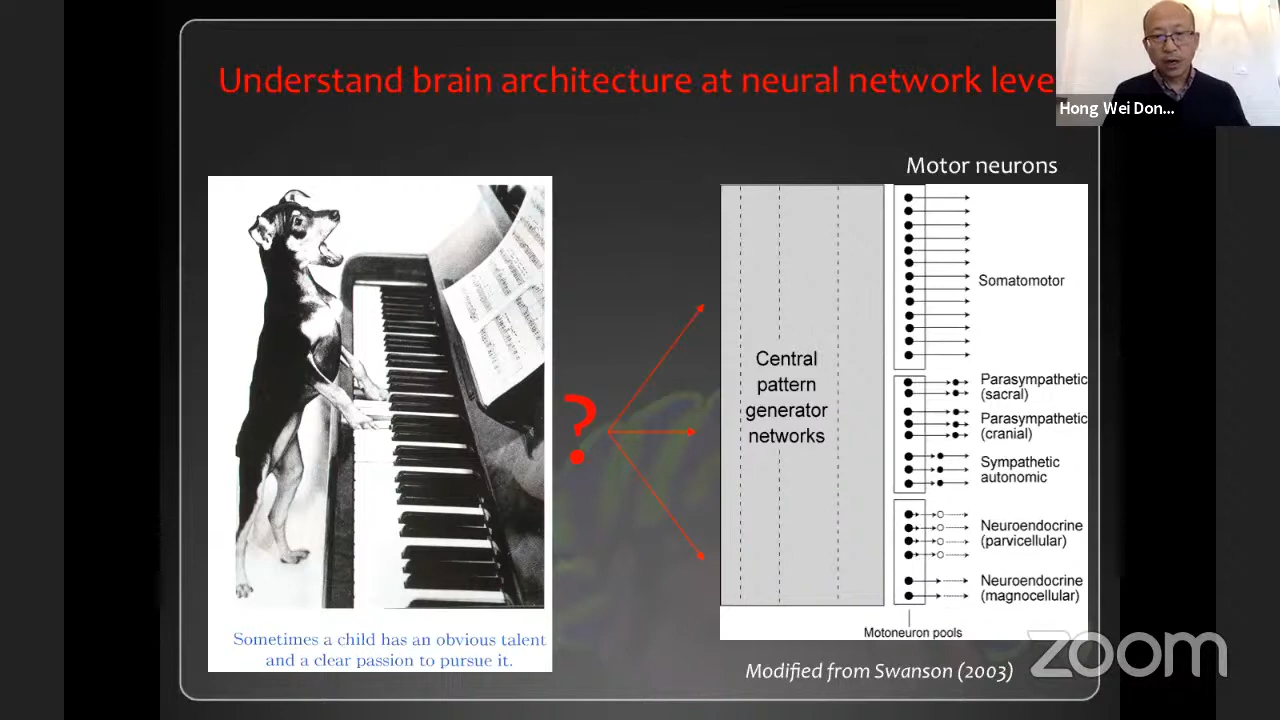 Understand brain architecture at neural network leve
Hong Wei Don...
Motor neurons
Somatomotor
Central
pattern
generator
networks
Parasympathetic
(sacral)
Parasympathetic
(cranial)
Sympathetic
autonomic
Neuroendocrine
(parvicellular)
Neuroendocrine
(magnocellular)
Motoneuron pools
?
Sometimes a child has an obvious talent
and a clear passion to pursue it.
Modified from Swanson (2003)
zoom